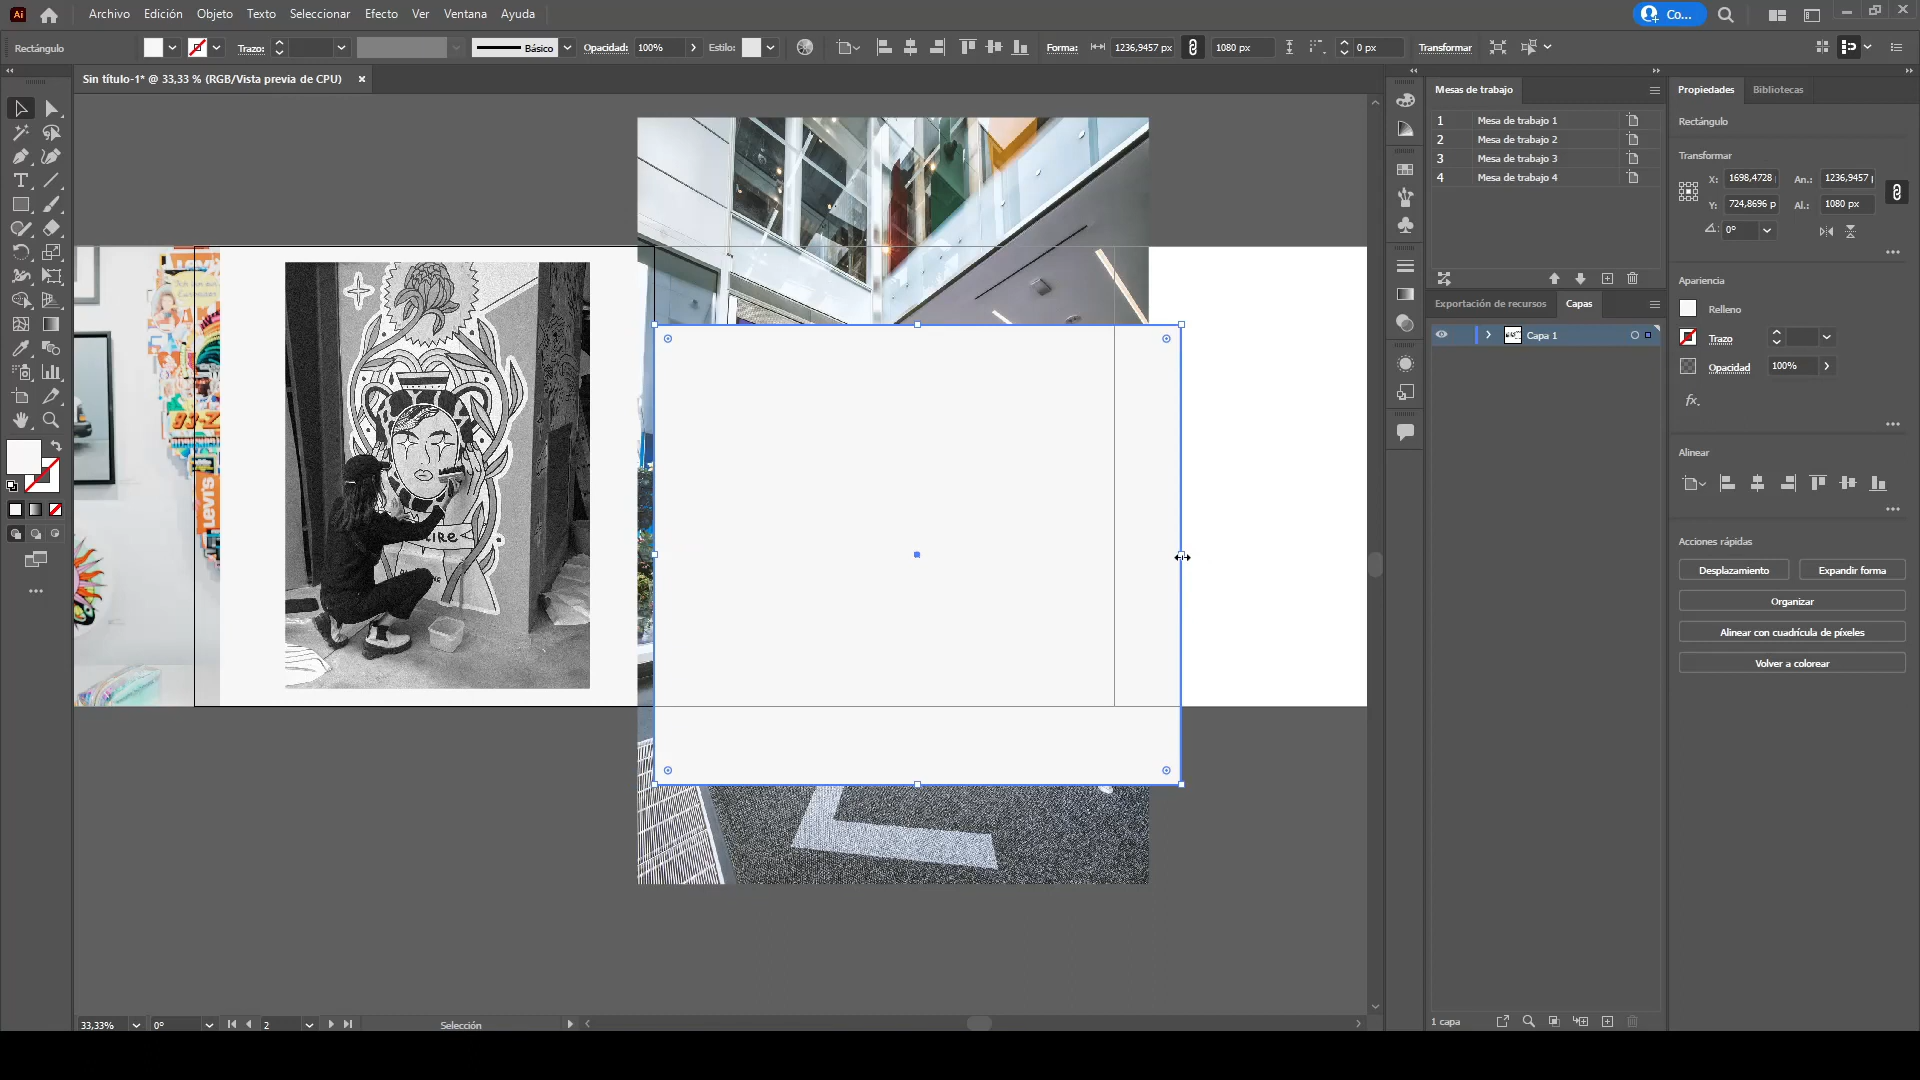 Ai
Archivo Edición Objeto Texto Seleccionar Efecto Ver Ventana Ayuda
Co...
Rectángulo
Trazo:
Básico
Opacidad: 100%
Estilo:
Forma: 1236,9457 px
1080 px
0 px
Transformar
Sin título-1* @ 33,33 % (RGB/Vista previa de CPU)
Mesas de trabajo
1 Mesa de trabajo 1
2 Mesa de trabajo 2
3 Mesa de trabajo 3
4 Mesa de trabajo 4
Propiedades Bibliotecas
Rectángulo
Transformar
X: 1698,4728
An.: 1236,9457
Y: 724,8696 p
Al.: 1080 px
0°
Exportación de recursos Capas
Capa 1
Apariencia
Relleno
Trazo
Opacidad 100%
fx.
Alinear
Acciones rápidas
Desplazamiento Expandir forma
Organizar
Alinear con cuadrícula de píxeles
Volver a colorear
93-Z
Levi's
33,33% 0° 2 Selección
1 capa